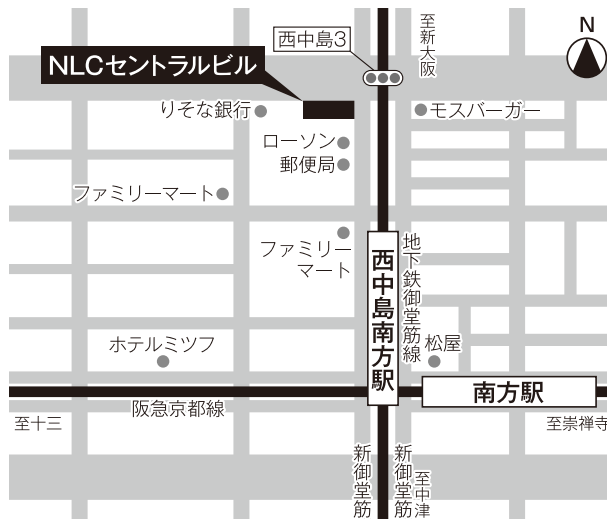 西中島3
至新大阪
N
NLCセントラルビル
りそな銀行
モスバーガー
ローソン
郵便局
ファミリーマート
ファミリー
マート
西中島南方駅
地下鉄御堂筋線
ホテルミツフ
松屋
南方駅
阪急京都線
至十三
至崇禅寺
新御堂筋
新御堂筋
至中津